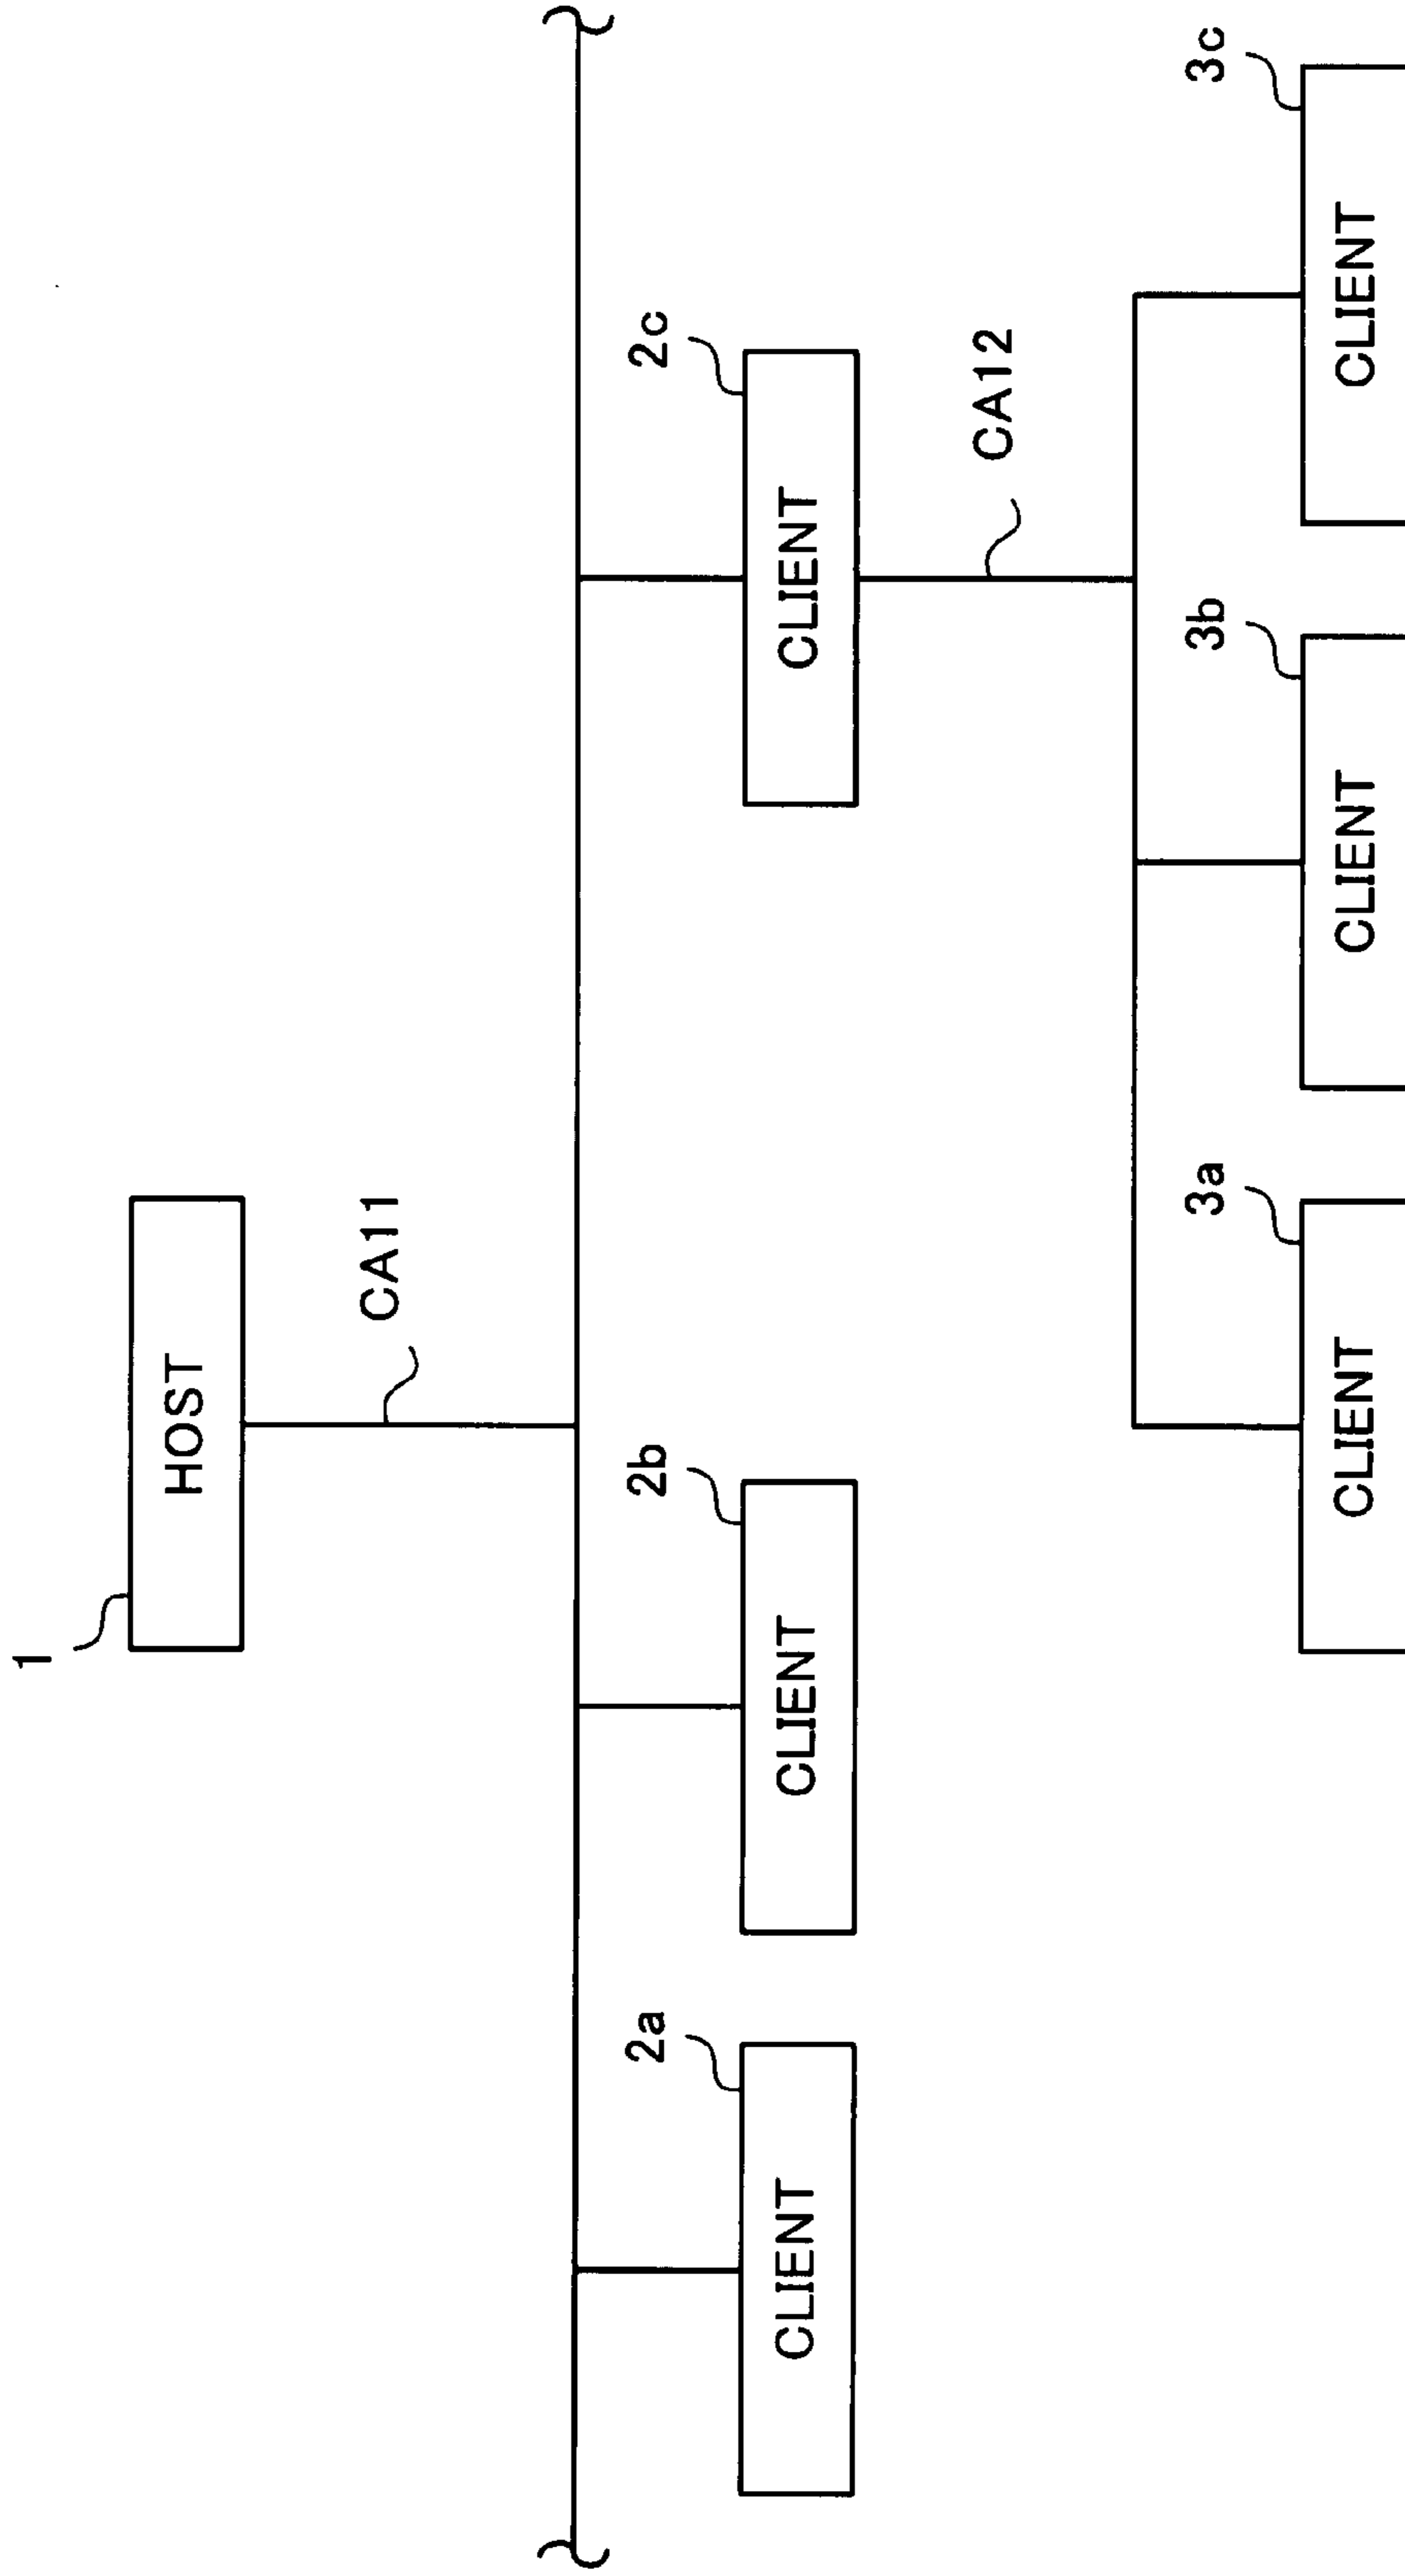 1
HOST
CA11
2a
2b
2c
CLIENT
CLIENT
CLIENT
CA12
3a
3b
3c
CLIENT
CLIENT
CLIENT